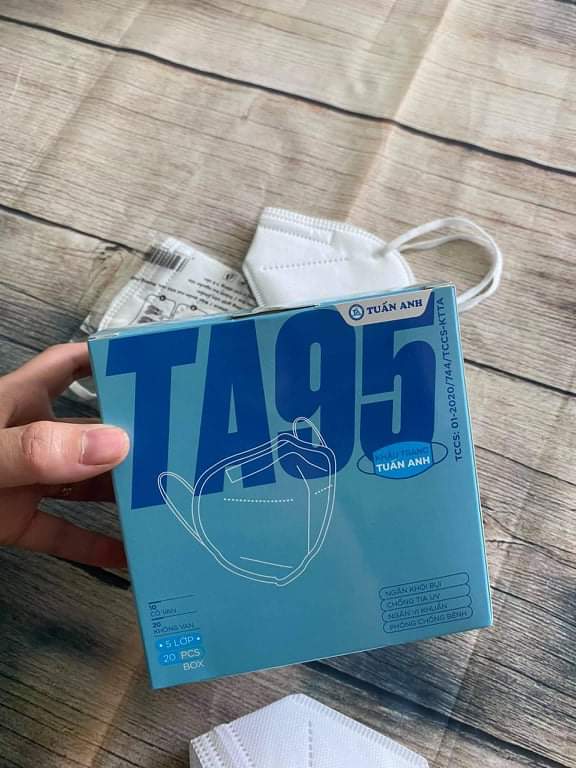 TUẤN ANH
TA95
TCCS: 01-2020/744/TCCS-KTTA
KHẨU TRANG
TUẤN ANH
NGĂN KHÓI BỤI
CHỐNG TIA UV
NGĂN VI KHUẨN
PHÒNG CHỐNG BỆNH
10
CÓ VAN
20
KHÔNG VAN
• 5 LỚP •
20 PCS
BOX